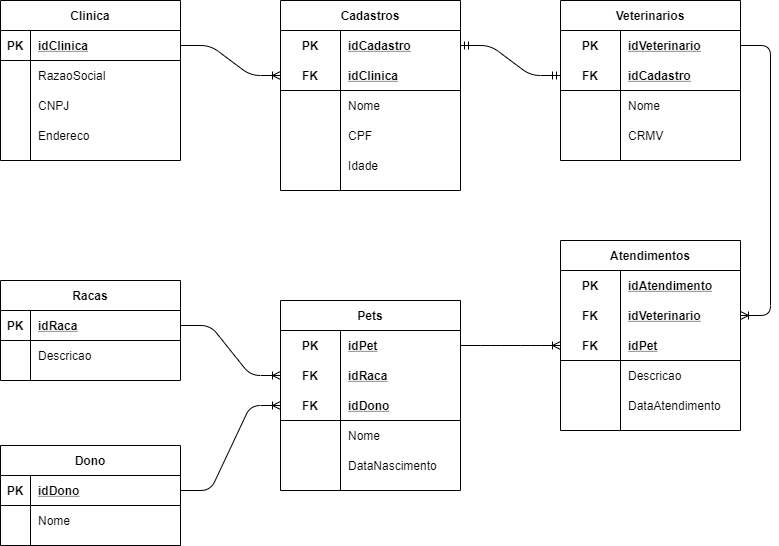 Clinica
PK idClinica
RazaoSocial
CNPJ
Endereco
Cadastros
PK idCadastro
FK idClinica
Nome
CPF
Idade
Veterinarios
PK idVeterinario
FK idCadastro
Nome
CRMV
Racas
PK idRaca
Descricao
Pets
PK idPet
FK idRaca
FK idDono
Nome
DataNascimento
Atendimentos
PK idAtendimento
FK idVeterinario
FK idPet
Descricao
DataAtendimento
Dono
PK idDono
Nome